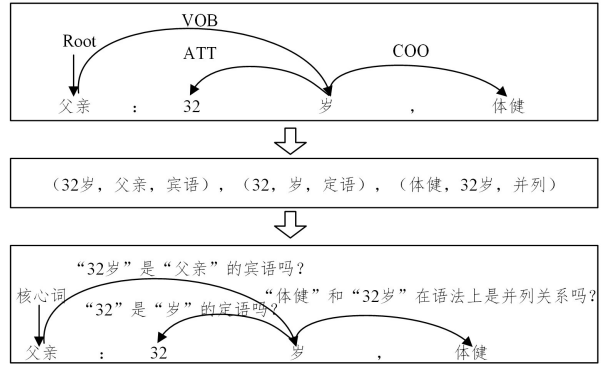 VOB
Root
ATT
COO
父亲 : 32 岁 , 体健
（32岁，父亲，宾语），（32，岁，定语），（体健，32岁，并列）
“32岁”是“父亲”的宾语吗？
核心词
“体健”和“32岁”在语法上是并列关系吗？
“32”是“岁”的定语吗？
父亲 : 32 岁 , 体健